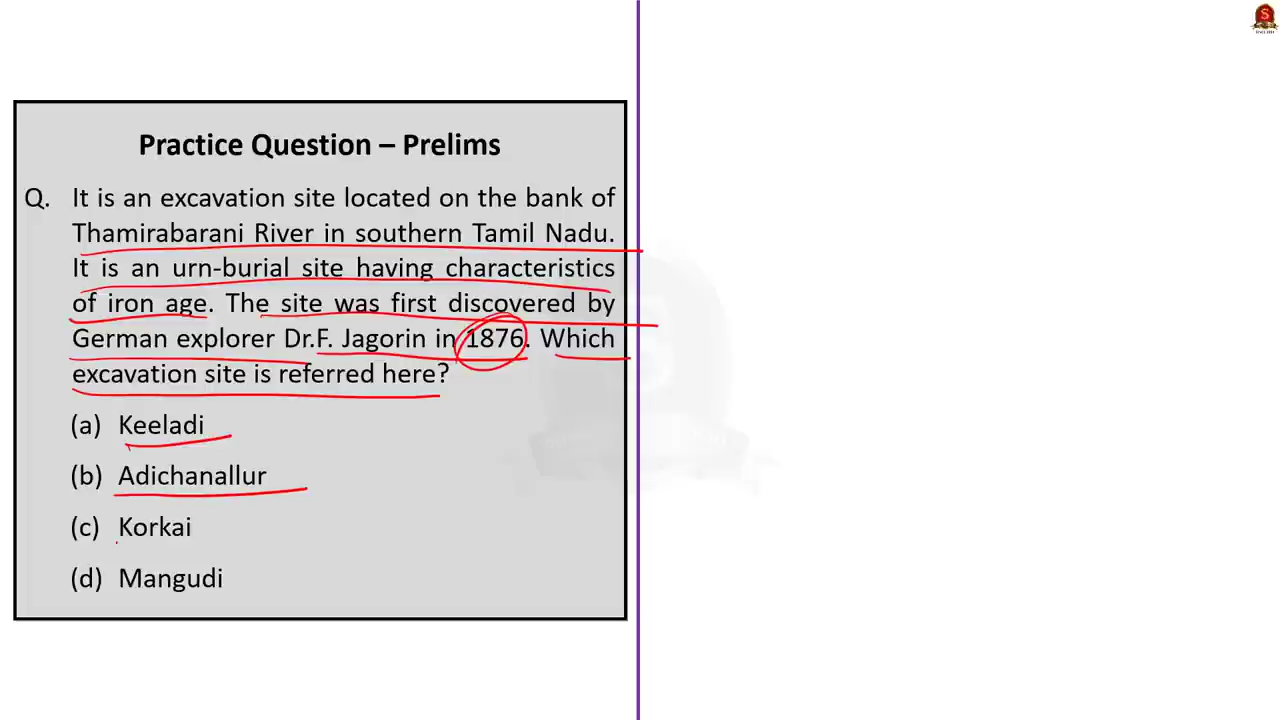 Practice Question – Prelims
Q. It is an excavation site located on the bank of
Thamirabarani River in southern Tamil Nadu.
It is an urn-burial site having characteristics
of iron age. The site was first discovered by
German explorer Dr.F. Jagorin in 1876. Which
excavation site is referred here?
(a) Keeladi
(b) Adichanallur
(c) Korkai
(d) Mangudi